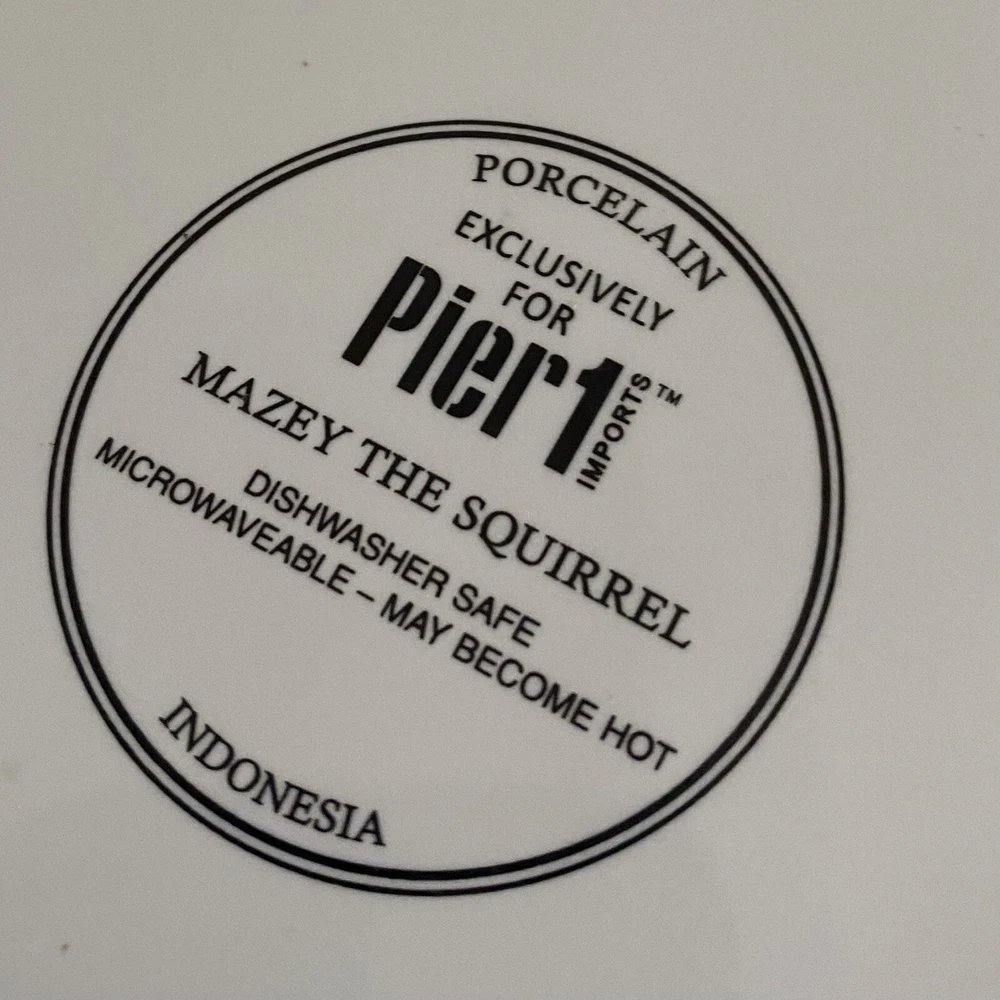 PORCELAIN
EXCLUSIVELY
FOR
Pier1
IMPORTS™
MAZEY THE SQUIRREL
DISHWASHER SAFE
MICROWAVEABLE – MAY BECOME HOT
INDONESIA